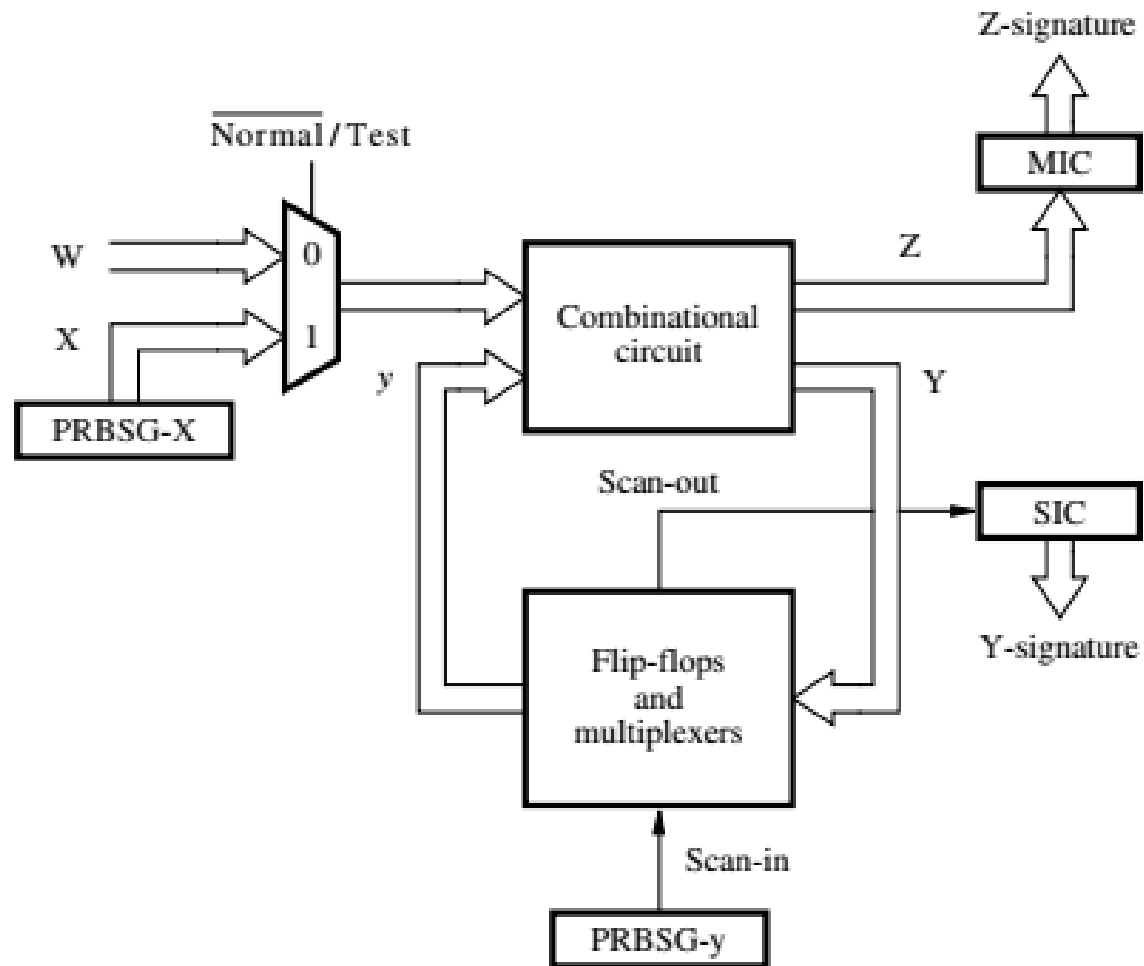 Z-signature
MIC
Normal/Test
W
0
Z
X
1
Combinational
circuit
y
Y
PRBSG-X
Scan-out
SIC
Flip-flops
and
multiplexers
Y-signature
Scan-in
PRBSG-y